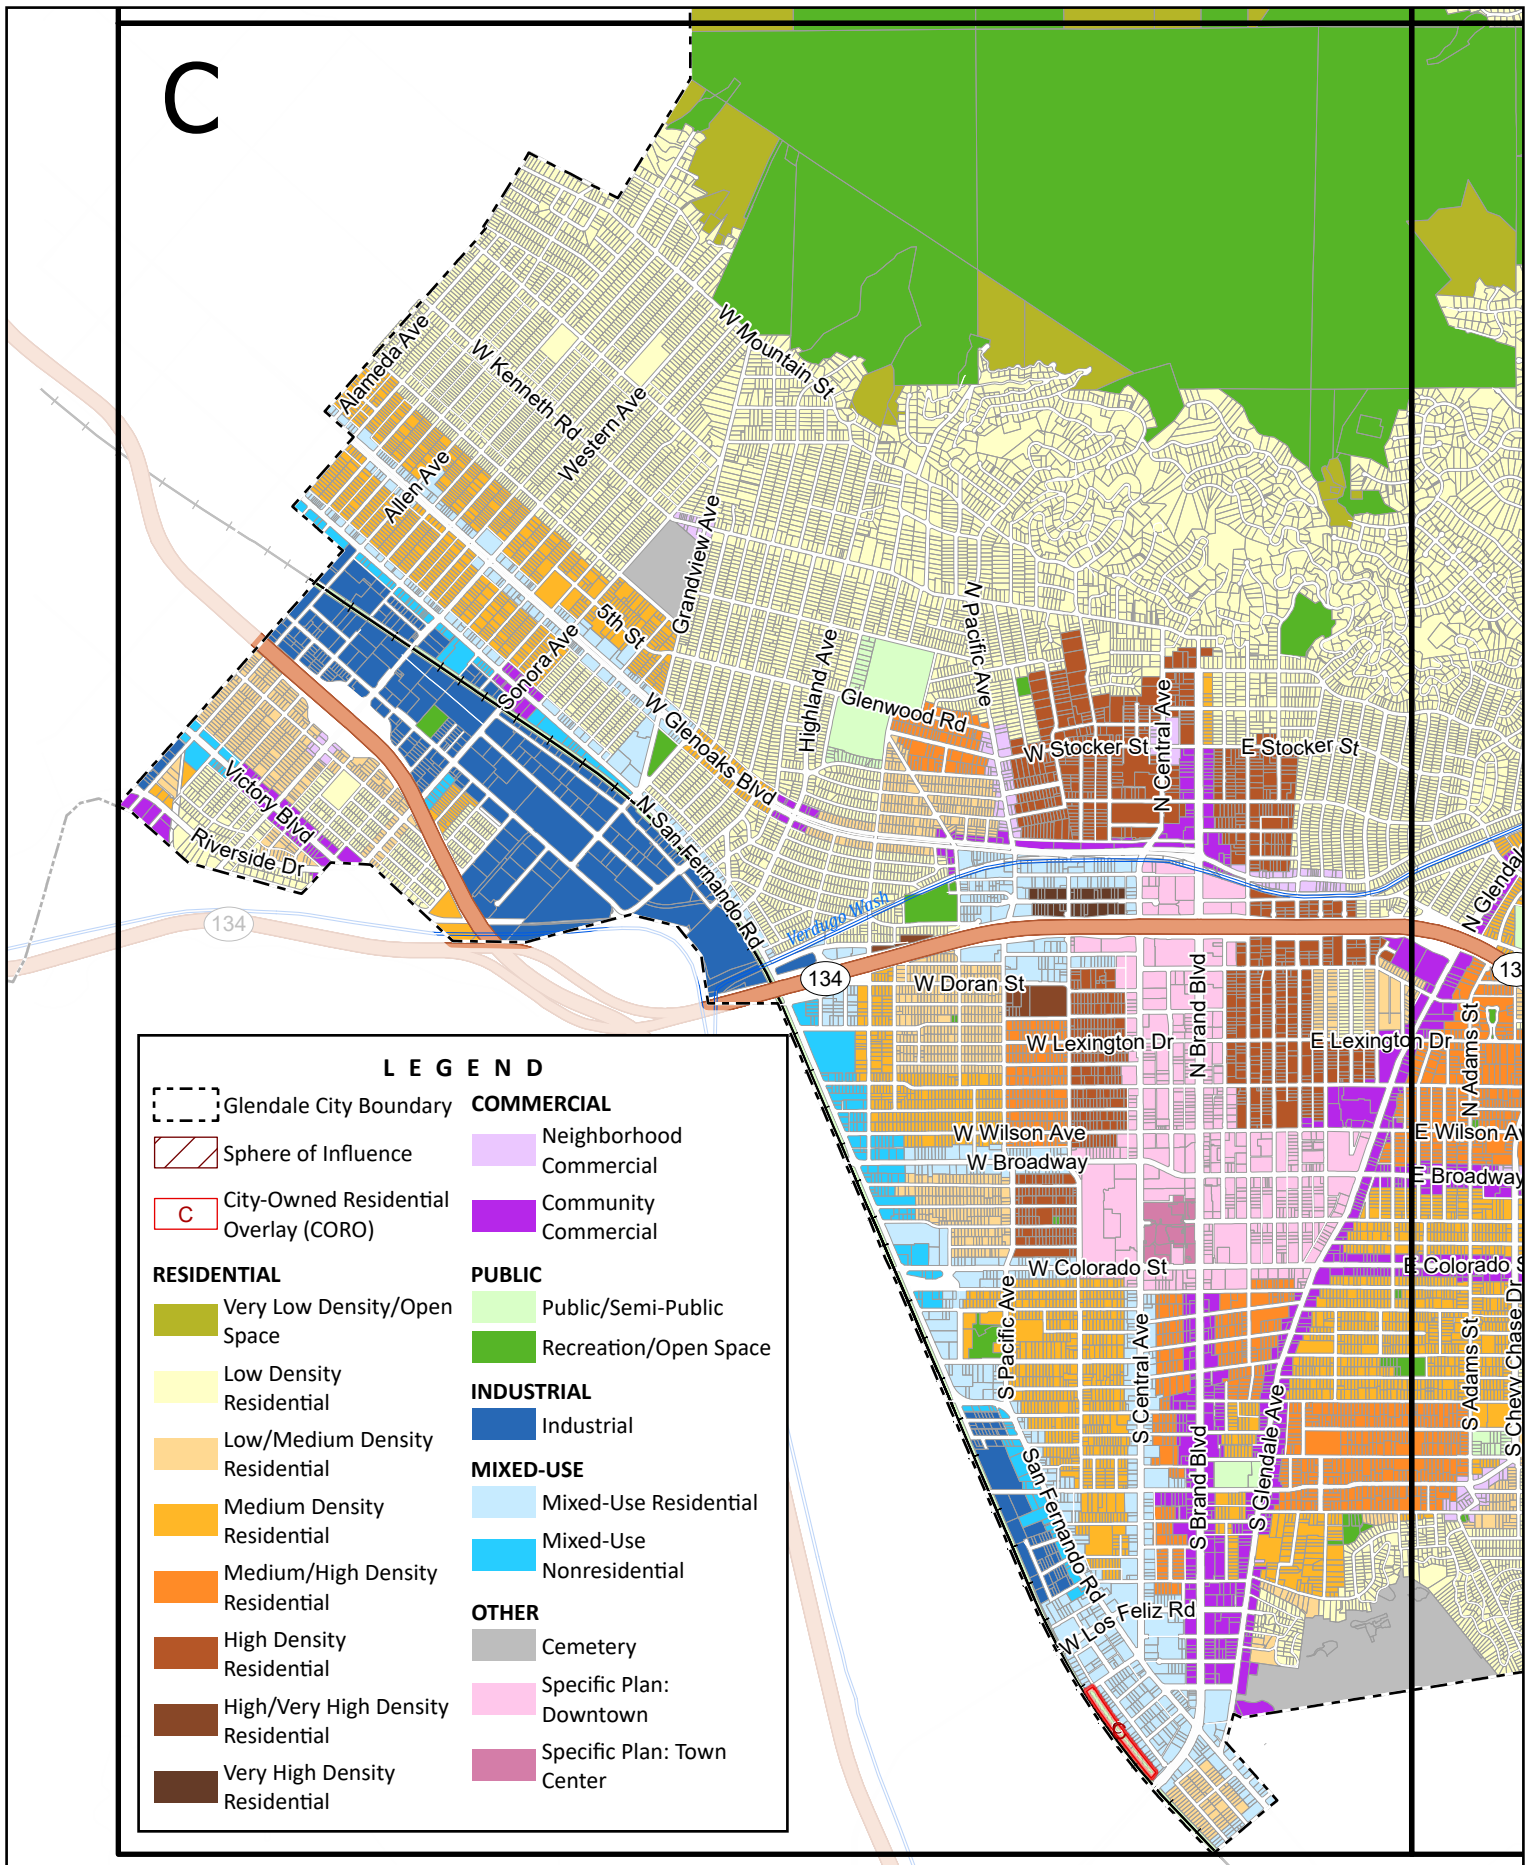 C
W Mountain St
Alameda Ave
W Kenneth Rd
Western Ave
Allen Ave
Grandview Ave
5th St
Sonora Ave
N Pacific Ave
Highland Ave
Glenwood Rd
W Glenoaks Blvd
N Central Ave
W Stocker St
E Stocker St
Victory Blvd
Riverside Dr
N San Fernando Rd
Verdugo Wash
134
134
13
N Glendal
W Doran St
N Brand Blvd
W Lexington Dr
E Lexington Dr
N Adams St
W Wilson Ave
E Wilson Av
W Broadway
E Broadway
W Colorado St
E Colorado S
S Pacific Ave
S Central Ave
S Brand Blvd
S Glendale Ave
S Adams St
S Chevy Chase Dr
San Fernando Rd
W Los Feliz Rd
C
LEGEND
Glendale City Boundary
Sphere of Influence
C
City-Owned Residential
Overlay (CORO)
RESIDENTIAL
Very Low Density/Open
Space
Low Density
Residential
Low/Medium Density
Residential
Medium Density
Residential
Medium/High Density
Residential
High Density
Residential
High/Very High Density
Residential
Very High Density
Residential
COMMERCIAL
Neighborhood
Commercial
Community
Commercial
PUBLIC
Public/Semi-Public
Recreation/Open Space
INDUSTRIAL
Industrial
MIXED-USE
Mixed-Use Residential
Mixed-Use
Nonresidential
OTHER
Cemetery
Specific Plan:
Downtown
Specific Plan: Town
Center